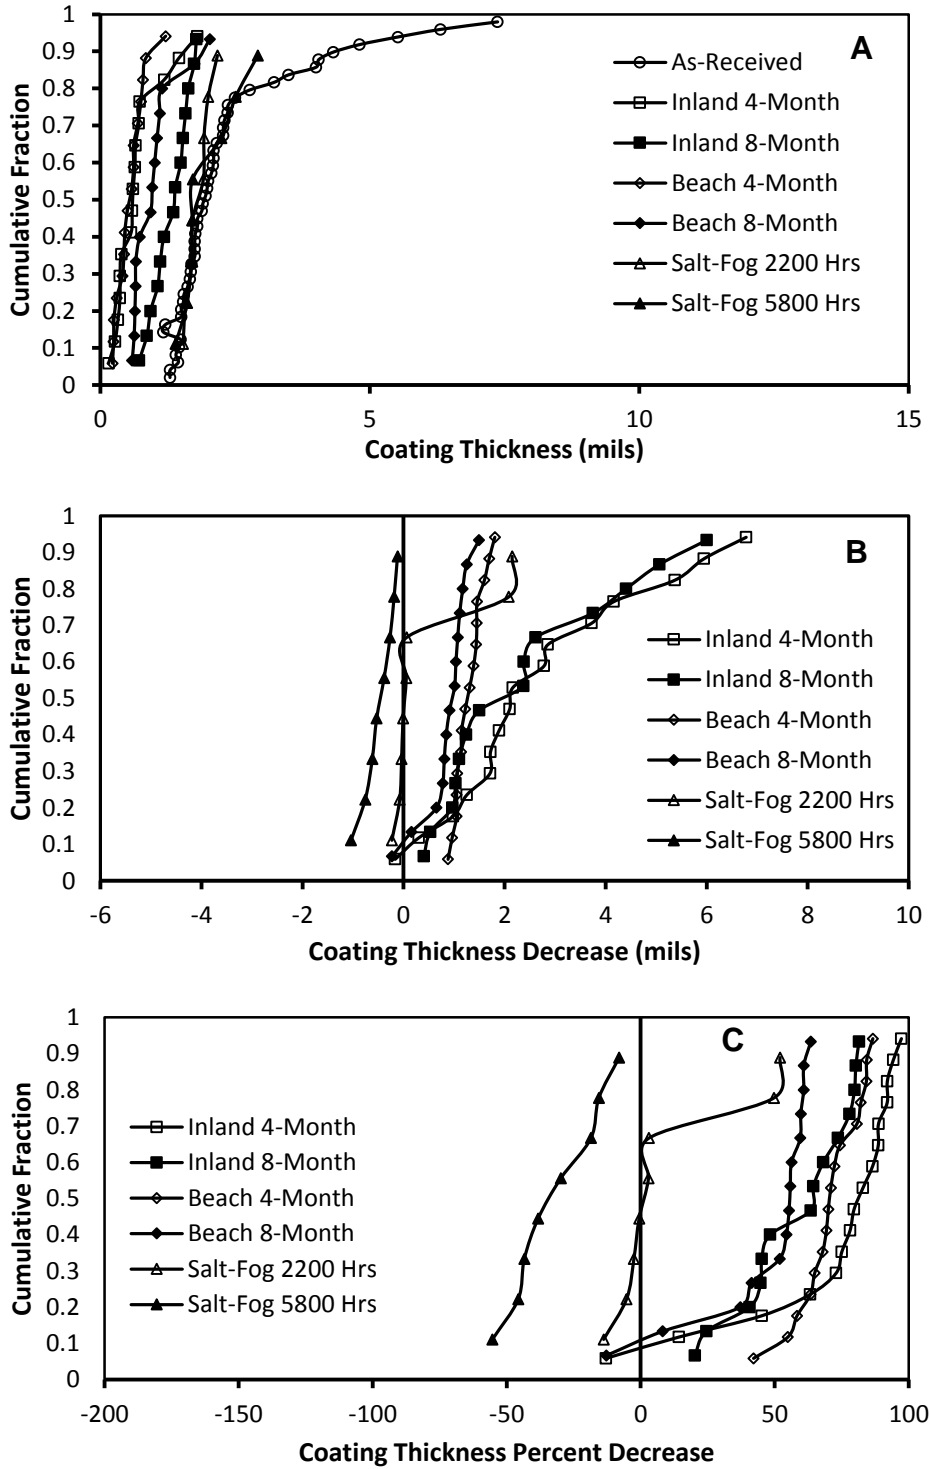 1
0.9
0.8
0.7
0.6
0.5
0.4
0.3
0.2
0.1
0
Cumulative Fraction
A
As-Received
Inland 4-Month
Inland 8-Month
Beach 4-Month
Beach 8-Month
Salt-Fog 2200 Hrs
Salt-Fog 5800 Hrs
0 5 10 15
Coating Thickness (mils)
1
0.9
0.8
0.7
0.6
0.5
0.4
0.3
0.2
0.1
0
Cumulative Fraction
B
Inland 4-Month
Inland 8-Month
Beach 4-Month
Beach 8-Month
Salt-Fog 2200 Hrs
Salt-Fog 5800 Hrs
-6 -4 -2 0 2 4 6 8 10
Coating Thickness Decrease (mils)
1
0.9
0.8
0.7
0.6
0.5
0.4
0.3
0.2
0.1
0
Cumulative Fraction
C
Inland 4-Month
Inland 8-Month
Beach 4-Month
Beach 8-Month
Salt-Fog 2200 Hrs
Salt-Fog 5800 Hrs
-200 -150 -100 -50 0 50 100
Coating Thickness Percent Decrease